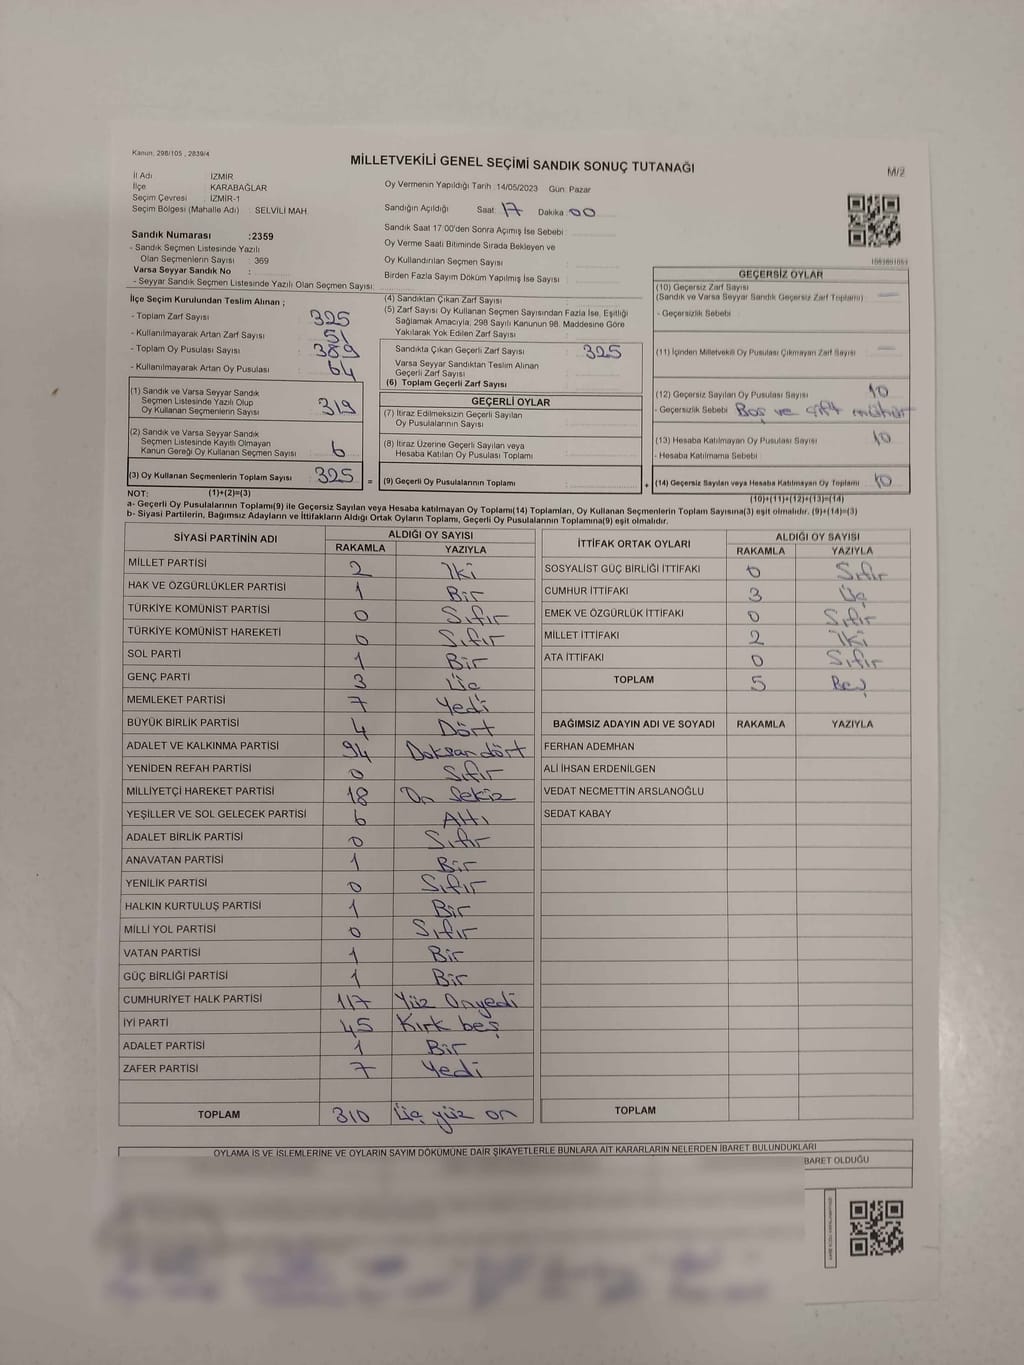 Kanun: 298/105 , 2839/4
MİLLETVEKİLİ GENEL SEÇİMİ SANDIK SONUÇ TUTANAĞI
M/2
İl Adı : İZMİR
İlçe : KARABAĞLAR
Seçim Çevresi : İZMİR-1
Seçim Bölgesi (Mahalle Adı) : SELVİLİ MAH.
Oy Vermenin Yapıldığı Tarih :14/05/2023 Gün: Pazar
Sandığın Açıldığı Saat: 17 Dakika 00
Sandık Saat 17:00'den Sonra Açımış İse Sebebi :
Oy Verme Saati Bitiminde Sırada Bekleyen ve
Oy Kullandırılan Seçmen Sayısı :
Birden Fazla Sayım Döküm Yapılmış İse Sayısı :
Sandık Numarası :2359
- Sandık Seçmen Listesinde Yazılı
Olan Seçmenlerin Sayısı : 369
Varsa Seyyar Sandık No :
- Seyyar Sandık Seçmen Listesinde Yazılı Olan Seçmen Sayısı:
İlçe Seçim Kurulundan Teslim Alınan ;
- Toplam Zarf Sayısı : 325
- Kullanılmayarak Artan Zarf Sayısı : 51
- Toplam Oy Pusulası Sayısı : 389
- Kullanılmayarak Artan Oy Pusulası : 64
(1) Sandık ve Varsa Seyyar Sandık
Seçmen Listesinde Yazılı Olup
Oy Kullanan Seçmenlerin Sayısı : 319
(2) Sandık ve Varsa Seyyar Sandık
Seçmen Listesinde Kayıtlı Olmayan
Kanun Gereği Oy Kullanan Seçmen Sayısı : 6
(3) Oy Kullanan Seçmenlerin Toplam Sayısı : 325
(1)+(2)=(3)
(4) Sandıktan Çıkan Zarf Sayısı :
(5) Zarf Sayısı Oy Kullanan Seçmen Sayısından Fazla İse, Eşitliği
Sağlamak Amacıyla, 298 Sayılı Kanunun 98. Maddesine Göre
Yakılarak Yok Edilen Zarf Sayısı :
Sandıkta Çıkan Geçerli Zarf Sayısı : 325
Varsa Seyyar Sandıktan Teslim Alınan
Geçerli Zarf Sayısı :
(6) Toplam Geçerli Zarf Sayısı :
GEÇERLİ OYLAR
(7) İtiraz Edilmeksizin Geçerli Sayılan
Oy Pusulalarının Sayısı :
(8) İtiraz Üzerine Geçerli Sayılan veya
Hesaba Katılan Oy Pusulası Toplamı :
= (9) Geçerli Oy Pusulalarının Toplamı : +
GEÇERSİZ OYLAR
(10) Geçersiz Zarf Sayısı
(Sandık ve Varsa Seyyar Sandık Geçersiz Zarf Toplamı) : —
- Geçersizlik Sebebi :
(11) İçinden Milletvekili Oy Pusulası Çıkmayan Zarf Sayısı : —
(12) Geçersiz Sayılan Oy Pusulası Sayısı : 10
- Geçersizlik Sebebi : Boş ve çift mühür
(13) Hesaba Katılmayan Oy Pusulası Sayısı : 10
- Hesaba Katılmama Sebebi :
(14) Geçersiz Sayılan veya Hesaba Katılmayan Oy Toplamı : 10
(10)+(11)+(12)+(13)=(14)
NOT:
a- Geçerli Oy Pusulaları Toplamı(9) ile Geçersiz Sayılan veya Hesaba katılmayan Oy Toplamı(14) Toplamları, Oy Kullanan Seçmenlerin Toplam Sayısına(3) eşit olmalıdır. (9)+(14)=(3)
b- Siyasi Partilerin, Bağımsız Adayların ve İttifakların Aldığı Ortak Oyların Toplamı, Geçerli Oy Pusulalarının Toplamına(9) eşit olmalıdır.
SİYASİ PARTİNİN ADI ALDIĞI OY SAYISI
RAKAMLA YAZIYLA
MİLLET PARTİSİ 2 İki
HAK VE ÖZGÜRLÜKLER PARTİSİ 1 Bir
TÜRKİYE KOMÜNİST PARTİSİ 0 Sıfır
TÜRKİYE KOMÜNİST HAREKETİ 0 Sıfır
SOL PARTİ 1 Bir
GENÇ PARTİ 3 Üç
MEMLEKET PARTİSİ 7 Yedi
BÜYÜK BİRLİK PARTİSİ 4 Dört
ADALET VE KALKINMA PARTİSİ 94 Doksan dört
YENİDEN REFAH PARTİSİ 0 Sıfır
MİLLİYETÇİ HAREKET PARTİSİ 18 On Sekiz
YEŞİLLER VE SOL GELECEK PARTİSİ 6 Altı
ADALET BİRLİK PARTİSİ 0 Sıfır
ANAVATAN PARTİSİ 1 Bir
YENİLİK PARTİSİ 0 Sıfır
HALKIN KURTULUŞ PARTİSİ 1 Bir
MİLLİ YOL PARTİSİ 0 Sıfır
VATAN PARTİSİ 1 Bir
GÜÇ BİRLİĞİ PARTİSİ 1 Bir
CUMHURİYET HALK PARTİSİ 117 Yüz Onyedi
İYİ PARTİ 45 Kırk beş
ADALET PARTİSİ 1 Bir
ZAFER PARTİSİ 7 Yedi
TOPLAM 310 Üç yüz on
İTTİFAK ORTAK OYLARI ALDIĞI OY SAYISI
RAKAMLA YAZIYLA
SOSYALİST GÜÇ BİRLİĞİ İTTİFAKI 0 Sıfır
CUMHUR İTTİFAKI 3 Üç
EMEK VE ÖZGÜRLÜK İTTİFAKI 0 Sıfır
MİLLET İTTİFAKI 2 İki
ATA İTTİFAKI 0 Sıfır
TOPLAM 5 Beş
BAĞIMSIZ ADAYIN ADI VE SOYADI RAKAMLA YAZIYLA
FERHAN ADEMHAN
ALİ İHSAN ERDENİLGEN
VEDAT NECMETTİN ARSLANOĞLU
SEDAT KABAY
TOPLAM
OYLAMA İŞ VE İŞLEMLERİNE VE OYLARIN SAYIM DÖKÜMÜNE DAİR ŞİKAYETLERLE BUNLARA AİT KARARLARIN NELERDEN İBARET BULUNDUKLARI
BARET OLDUĞU